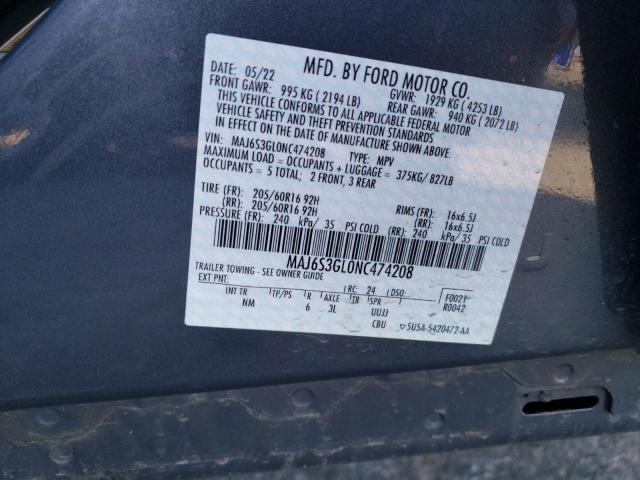 MFD. BY FORD MOTOR CO.
05/22 GVWR: 1929 KG ( 4253 LB)
FRONT GAWR: 995 KG ( 2194 LB) REAR GAWR: 940 KG (2072 LB)
THIS VEHICLE CONFORMS TO ALL APPLICABLE FEDERAL MOTOR
VEHICLE SAFETY AND THEFT PREVENTION STANDARDS
IN EFFECT ON THE DATE OF MANUFACTURE SHOWN ABOVE.
VIN: MAJ6S3GL0NC474208 TYPE: MPV
MAXIMUM LOAD = OCCUPANTS + LUGGAGE = 375KG/ 827LB
OCCUPANTS = 5 TOTAL; 2 FRONT, 3 REAR
TIRE (FR): 205/60R16 92H RIMS (FR): 16x6.5J
(RR): 205/60R16 92H (RR): 16x6.5J
PRESSURE (FR): 240 kPa/ 35 PSI COLD (RR): 240 kPa/ 35 PSI COLD
MAJ6S3GL0NC474208
TRAILER TOWING - SEE OWNER GUIDE
EXT PNT: RC: 24 DSO:
INT TR TP/PS R AXLE TR SPR F0021
NM 6 3L UUJJ R0042
CBU 5U5A-5420472-AA